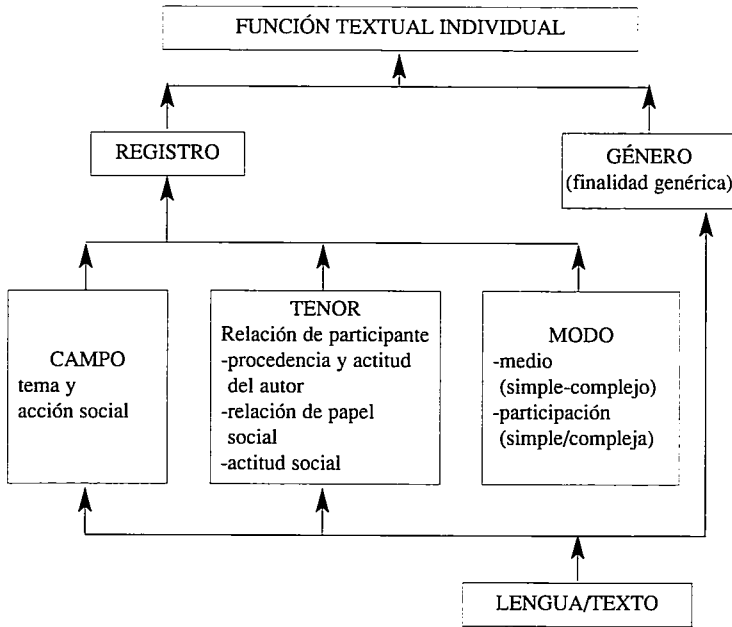 FUNCIÓN TEXTUAL INDIVIDUAL
REGISTRO
GÉNERO
(finalidad genérica)
CAMPO
tema y
acción social
TENOR
Relación de participante
-procedencia y actitud
del autor
-relación de papel
social
-actitud social
MODO
-medio
(simple-complejo)
-participación
(simple/compleja)
LENGUA/TEXTO